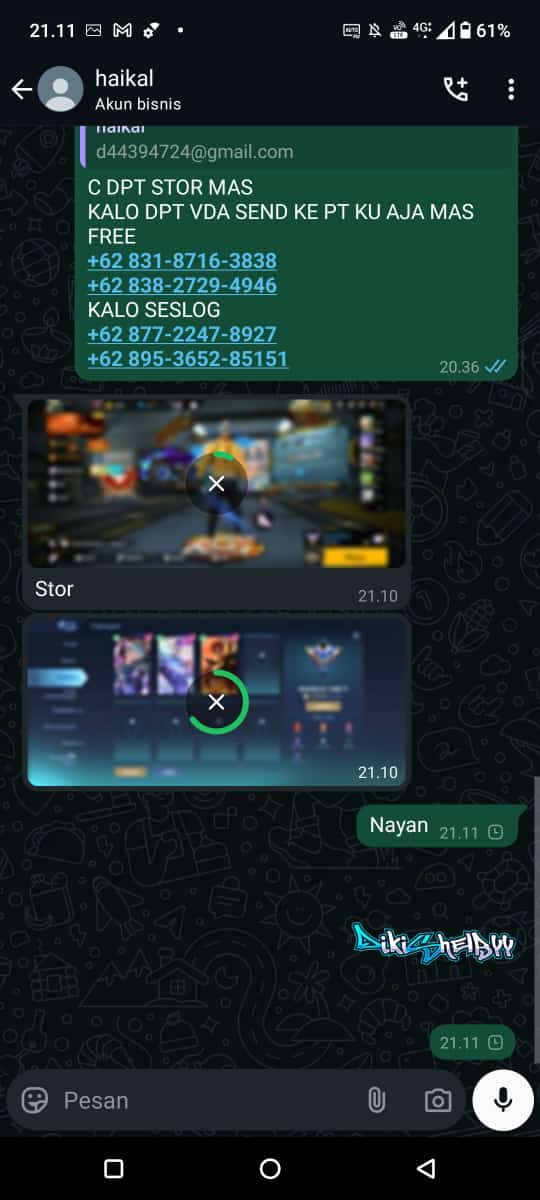 21.11
4G+
61%
haikal
Akun bisnis
haikal
d44394724@gmail.com
C DPT STOR MAS
KALO DPT VDA SEND KE PT KU AJA MAS
FREE
+62 831-8716-3838
+62 838-2729-4946
KALO SESLOG
+62 877-2247-8927
+62 895-3652-85151
20.36
Stor
21.10
21.10
Nayan
21.11
DikiShelByy
21.11
Pesan